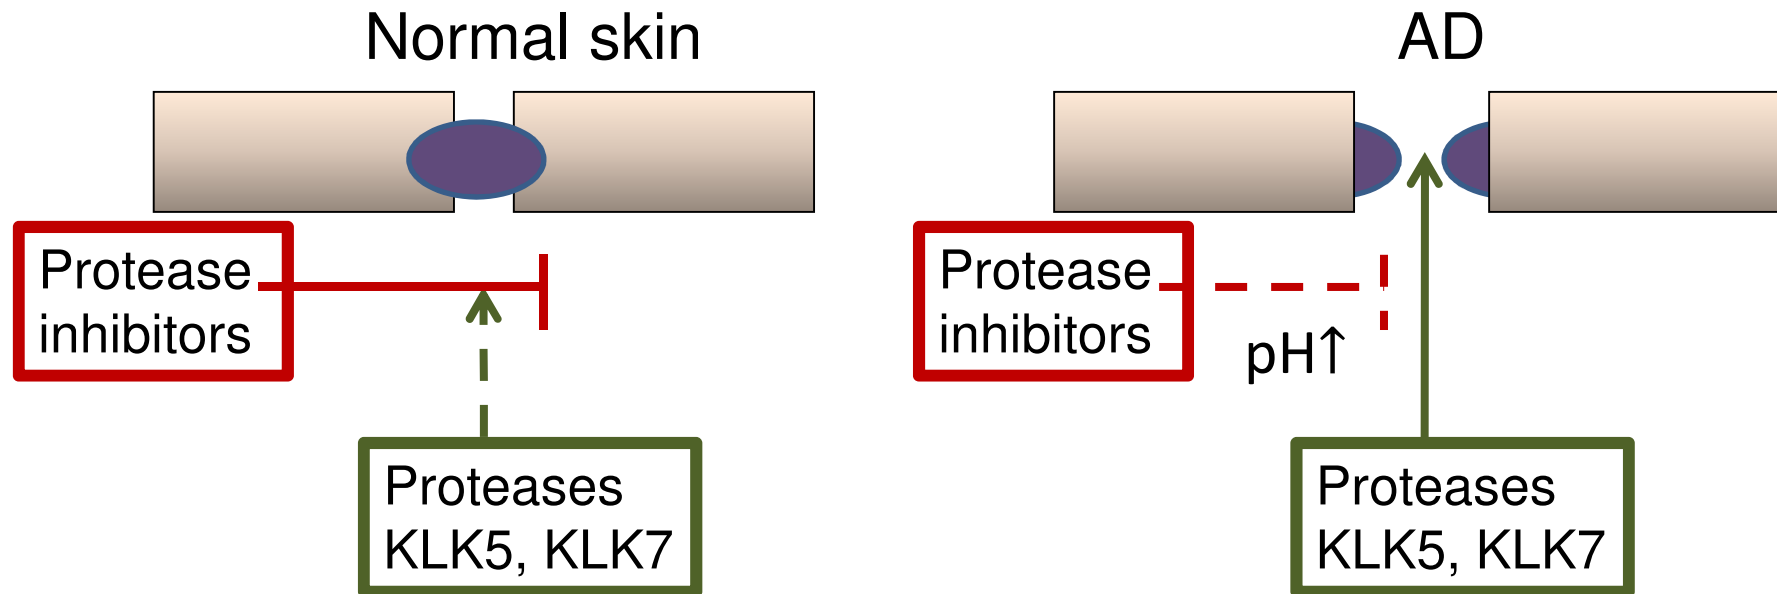 Normal skin
Protease
inhibitors
Proteases
KLK5, KLK7
AD
Protease
inhibitors
pH↑
Proteases
KLK5, KLK7